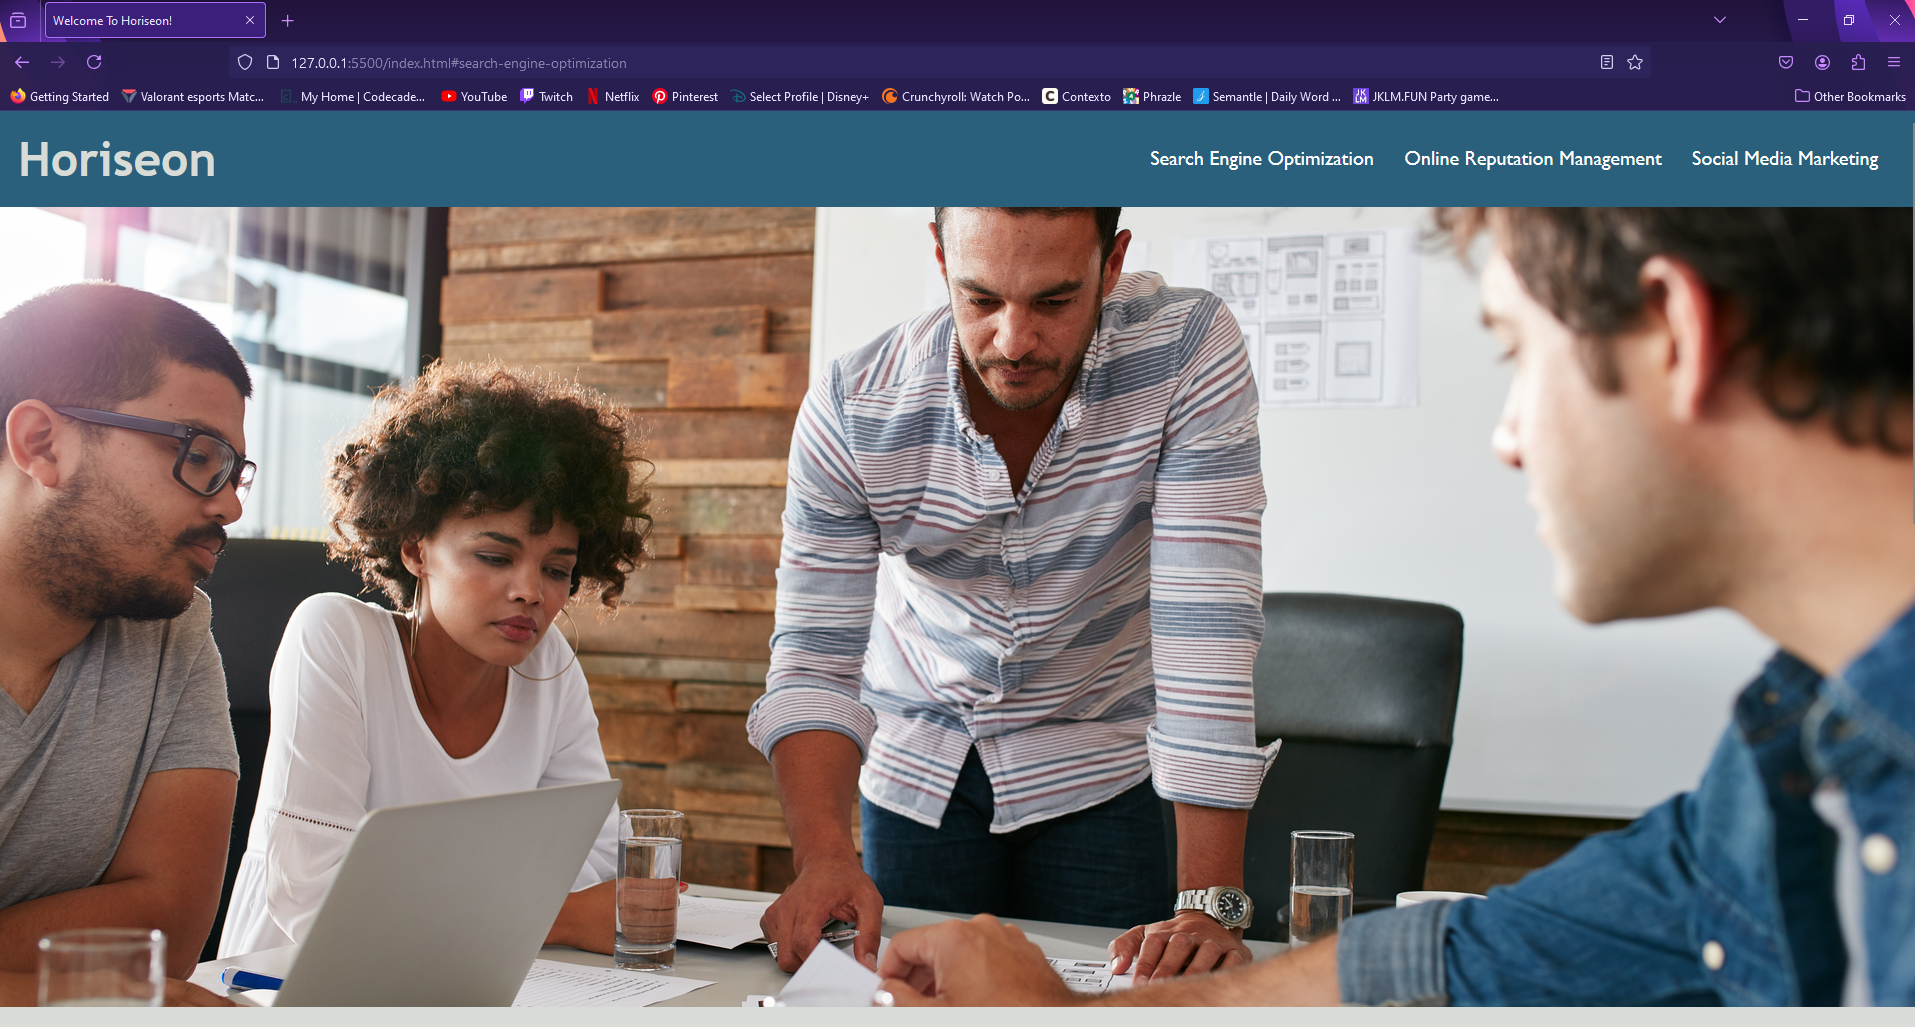 Welcome To Horiseon!
127.0.0.1:5500/index.html#search-engine-optimization
Getting Started Valorant esports Matc... My Home | Codecade... YouTube Twitch Netflix Pinterest Select Profile | Disney+ Crunchyroll: Watch Po... Contexto Phrazle Semantle | Daily Word ... JKLM.FUN Party game... Other Bookmarks
Horiseon Search Engine Optimization Online Reputation Management Social Media Marketing